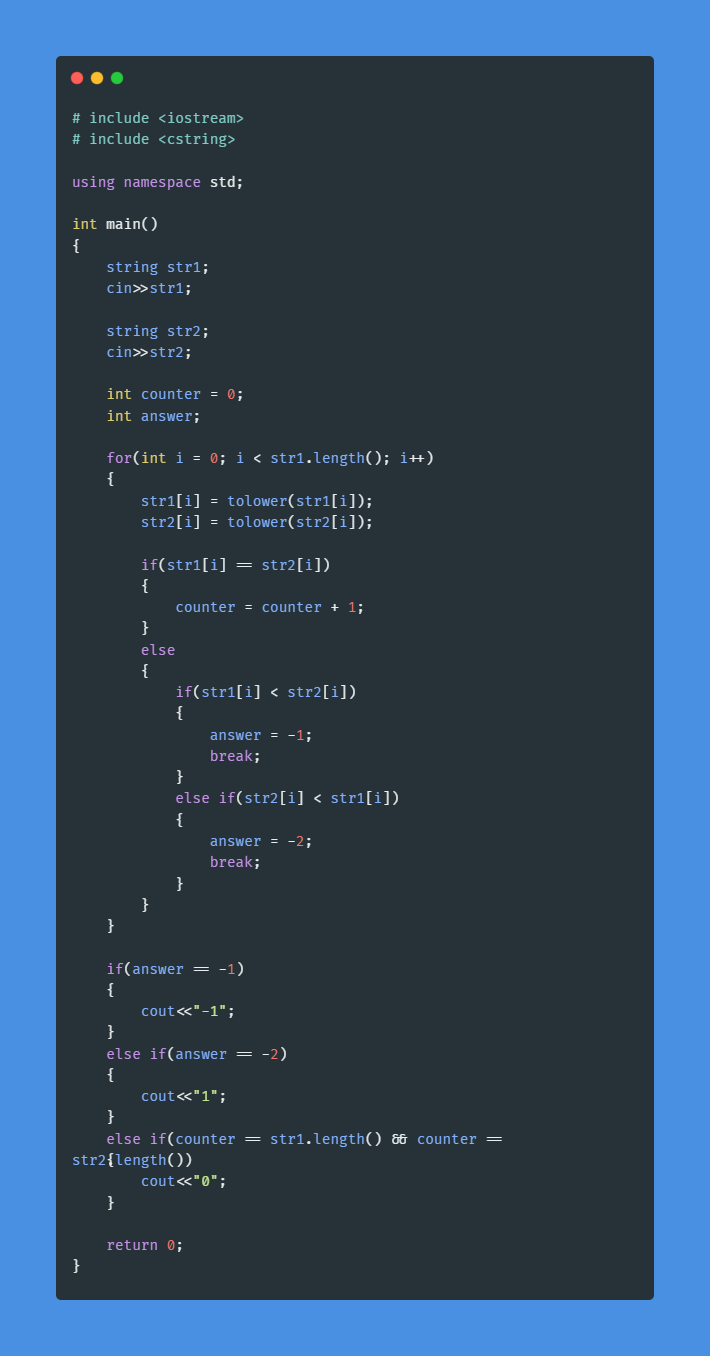 # include <iostream>
# include <cstring>
using namespace std;
int main()
{
    string str1;
    cin>>str1;
    string str2;
    cin>>str2;
    int counter = 0;
    int answer;
    for(int i = 0; i < str1.length(); i++)
    {
        str1[i] = tolower(str1[i]);
        str2[i] = tolower(str2[i]);
        if(str1[i] == str2[i])
        {
            counter = counter + 1;
        }
        else
        {
            if(str1[i] < str2[i])
            {
                answer = -1;
                break;
            }
            else if(str2[i] < str1[i])
            {
                answer = -2;
                break;
            }
        }
    }
    if(answer == -1)
    {
        cout<<"-1";
    }
    else if(answer == -2)
    {
        cout<<"1";
    }
    else if(counter == str1.length() && counter ==
str2.length())
    {
        cout<<"0";
    }
    return 0;
}